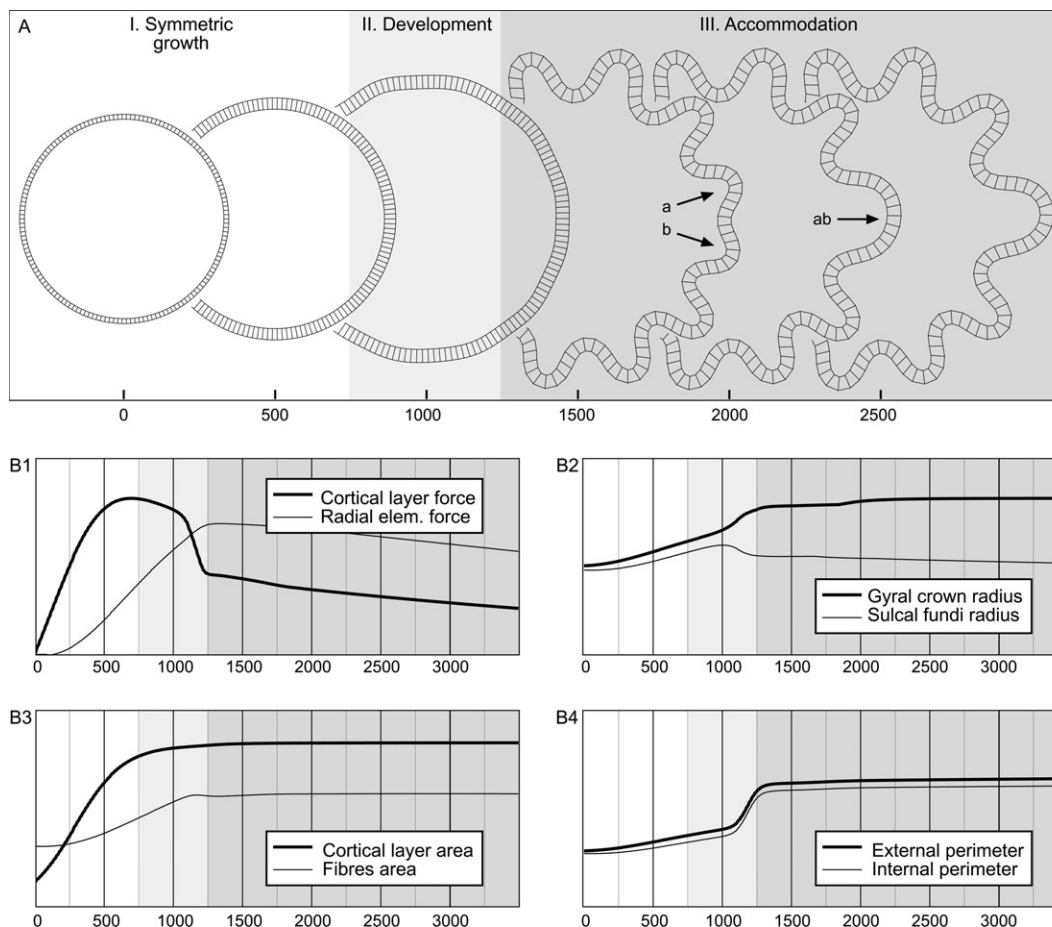 A
I. Symmetric
growth
II. Development
III. Accommodation
a
b
ab
0 500 1000 1500 2000 2500
B1
Cortical layer force
Radial elem. force
0 500 1000 1500 2000 2500 3000
B2
Gyral crown radius
Sulcal fundi radius
0 500 1000 1500 2000 2500 3000
B3
Cortical layer area
Fibres area
0 500 1000 1500 2000 2500 3000
B4
External perimeter
Internal perimeter
0 500 1000 1500 2000 2500 3000